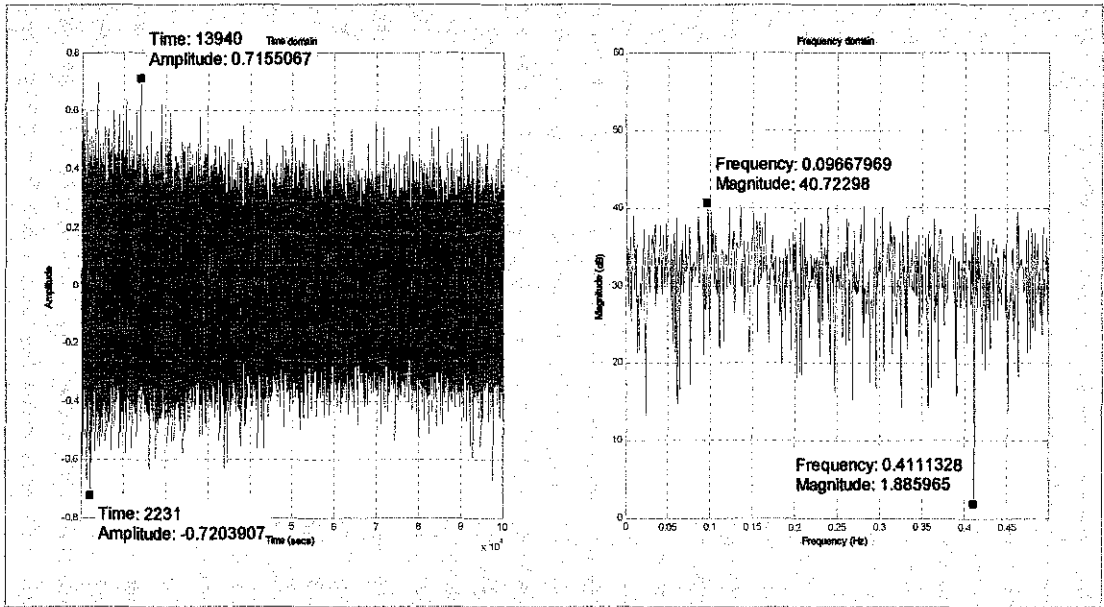 Time: 13940
Time domain
Amplitude: 0.7155067
0.8
0.6
0.4
0.2
0
-0.2
-0.4
-0.6
-0.8
Amplitude
Time: 2231
Amplitude: -0.7203907
5
6
7
8
9
10
Time (secs)
x 10
Frequency domain
60
50
40
30
20
10
0
Magnitude (dB)
Frequency: 0.09667969
Magnitude: 40.72298
Frequency: 0.4111328
Magnitude: 1.885965
0
0.05
0.1
0.15
0.2
0.25
0.3
0.35
0.4
0.45
Frequency (Hz)